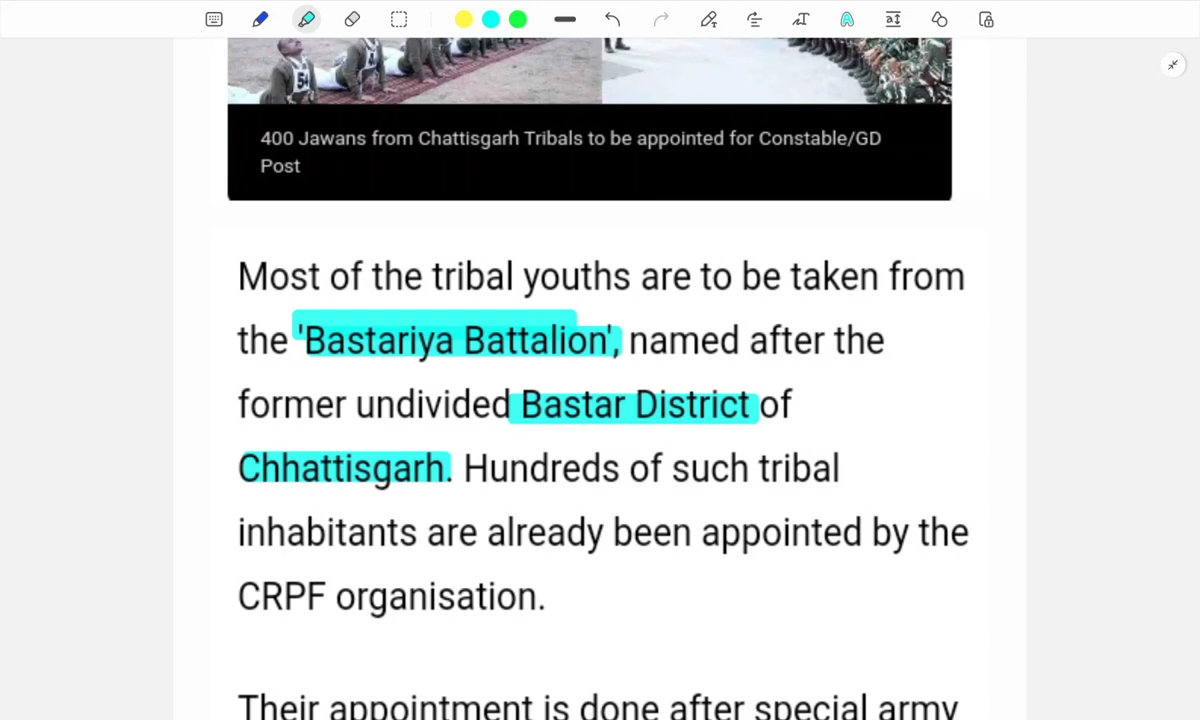 54
400 Jawans from Chattisgarh Tribals to be appointed for Constable/GD
Post
Most of the tribal youths are to be taken from
the 'Bastariya Battalion', named after the
former undivided Bastar District of
Chhattisgarh. Hundreds of such tribal
inhabitants are already been appointed by the
CRPF organisation.
Their appointment is done after special army